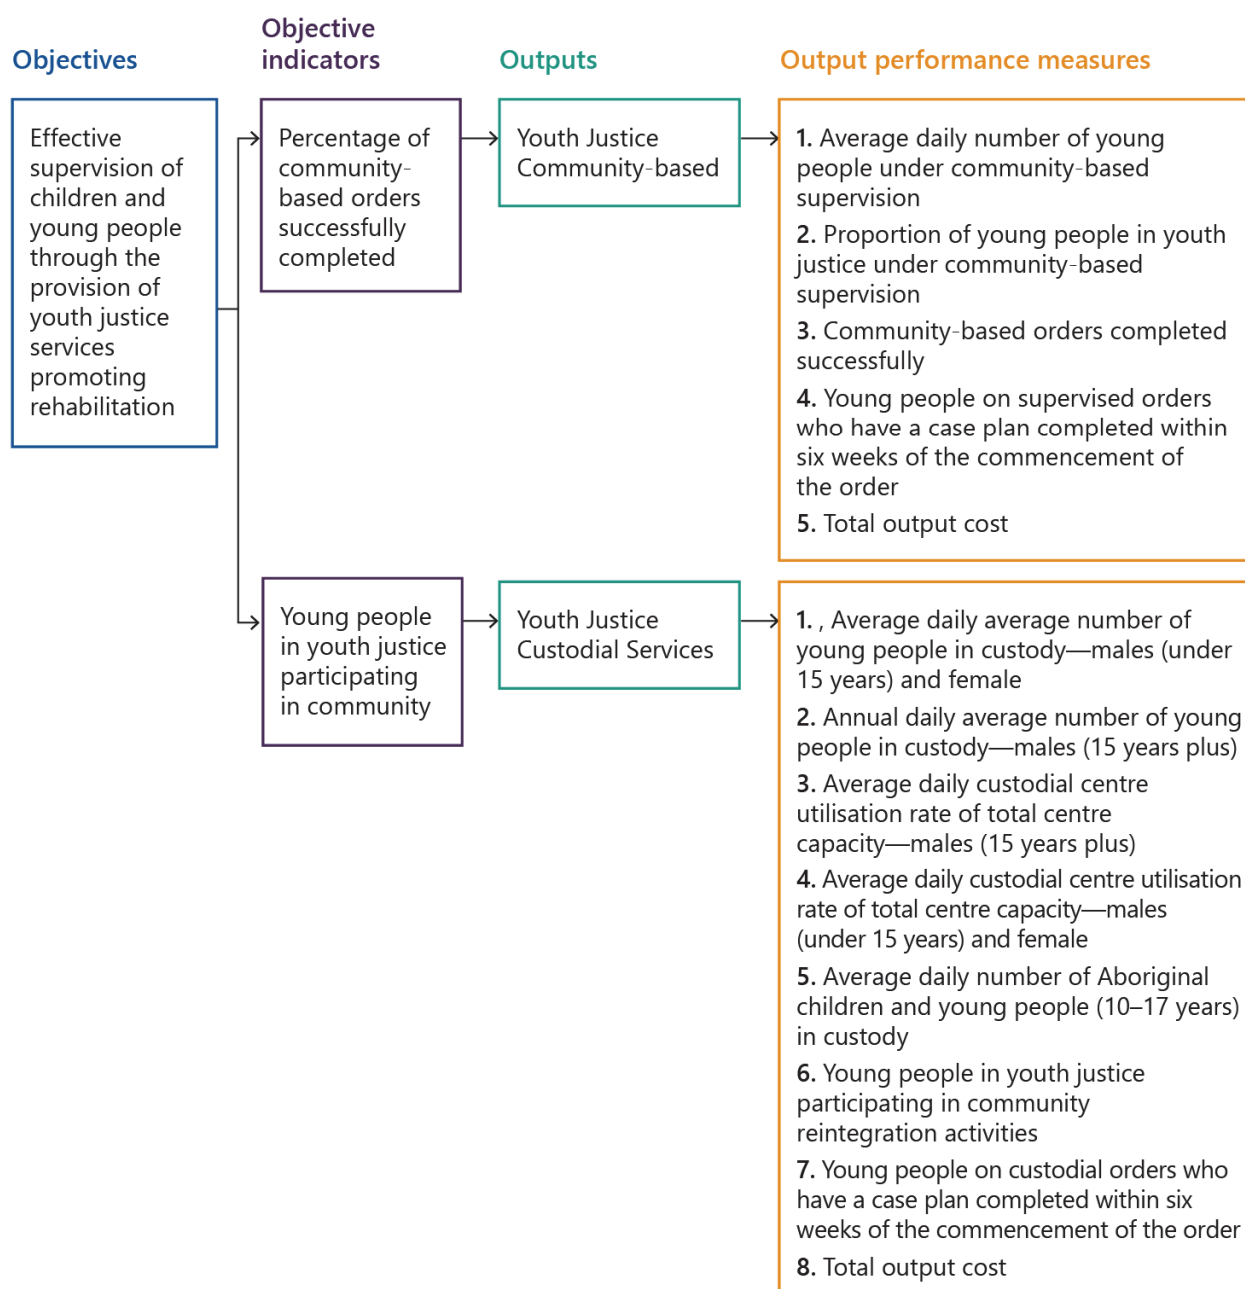 Objectives
Objective
indicators
Outputs
Output performance measures
Effective
supervision of
children and
young people
through the
provision of
youth justice
services
promoting
rehabilitation
Percentage of
community-
based orders
successfully
completed
Youth Justice
Community-based
1. Average daily number of young
people under community-based
supervision
2. Proportion of young people in youth
justice under community-based
supervision
3. Community-based orders completed
successfully
4. Young people on supervised orders
who have a case plan completed within
six weeks of the commencement of
the order
5. Total output cost
Young people
in youth justice
participating
in community
Youth Justice
Custodial Services
1. , Average daily average number of
young people in custody—males (under
15 years) and female
2. Annual daily average number of young
people in custody—males (15 years plus)
3. Average daily custodial centre
utilisation rate of total centre
capacity—males (15 years plus)
4. Average daily custodial centre utilisation
rate of total centre capacity—males
(under 15 years) and female
5. Average daily number of Aboriginal
children and young people (10–17 years)
in custody
6. Young people in youth justice
participating in community
reintegration activities
7. Young people on custodial orders who
have a case plan completed within six
weeks of the commencement of the order
8. Total output cost